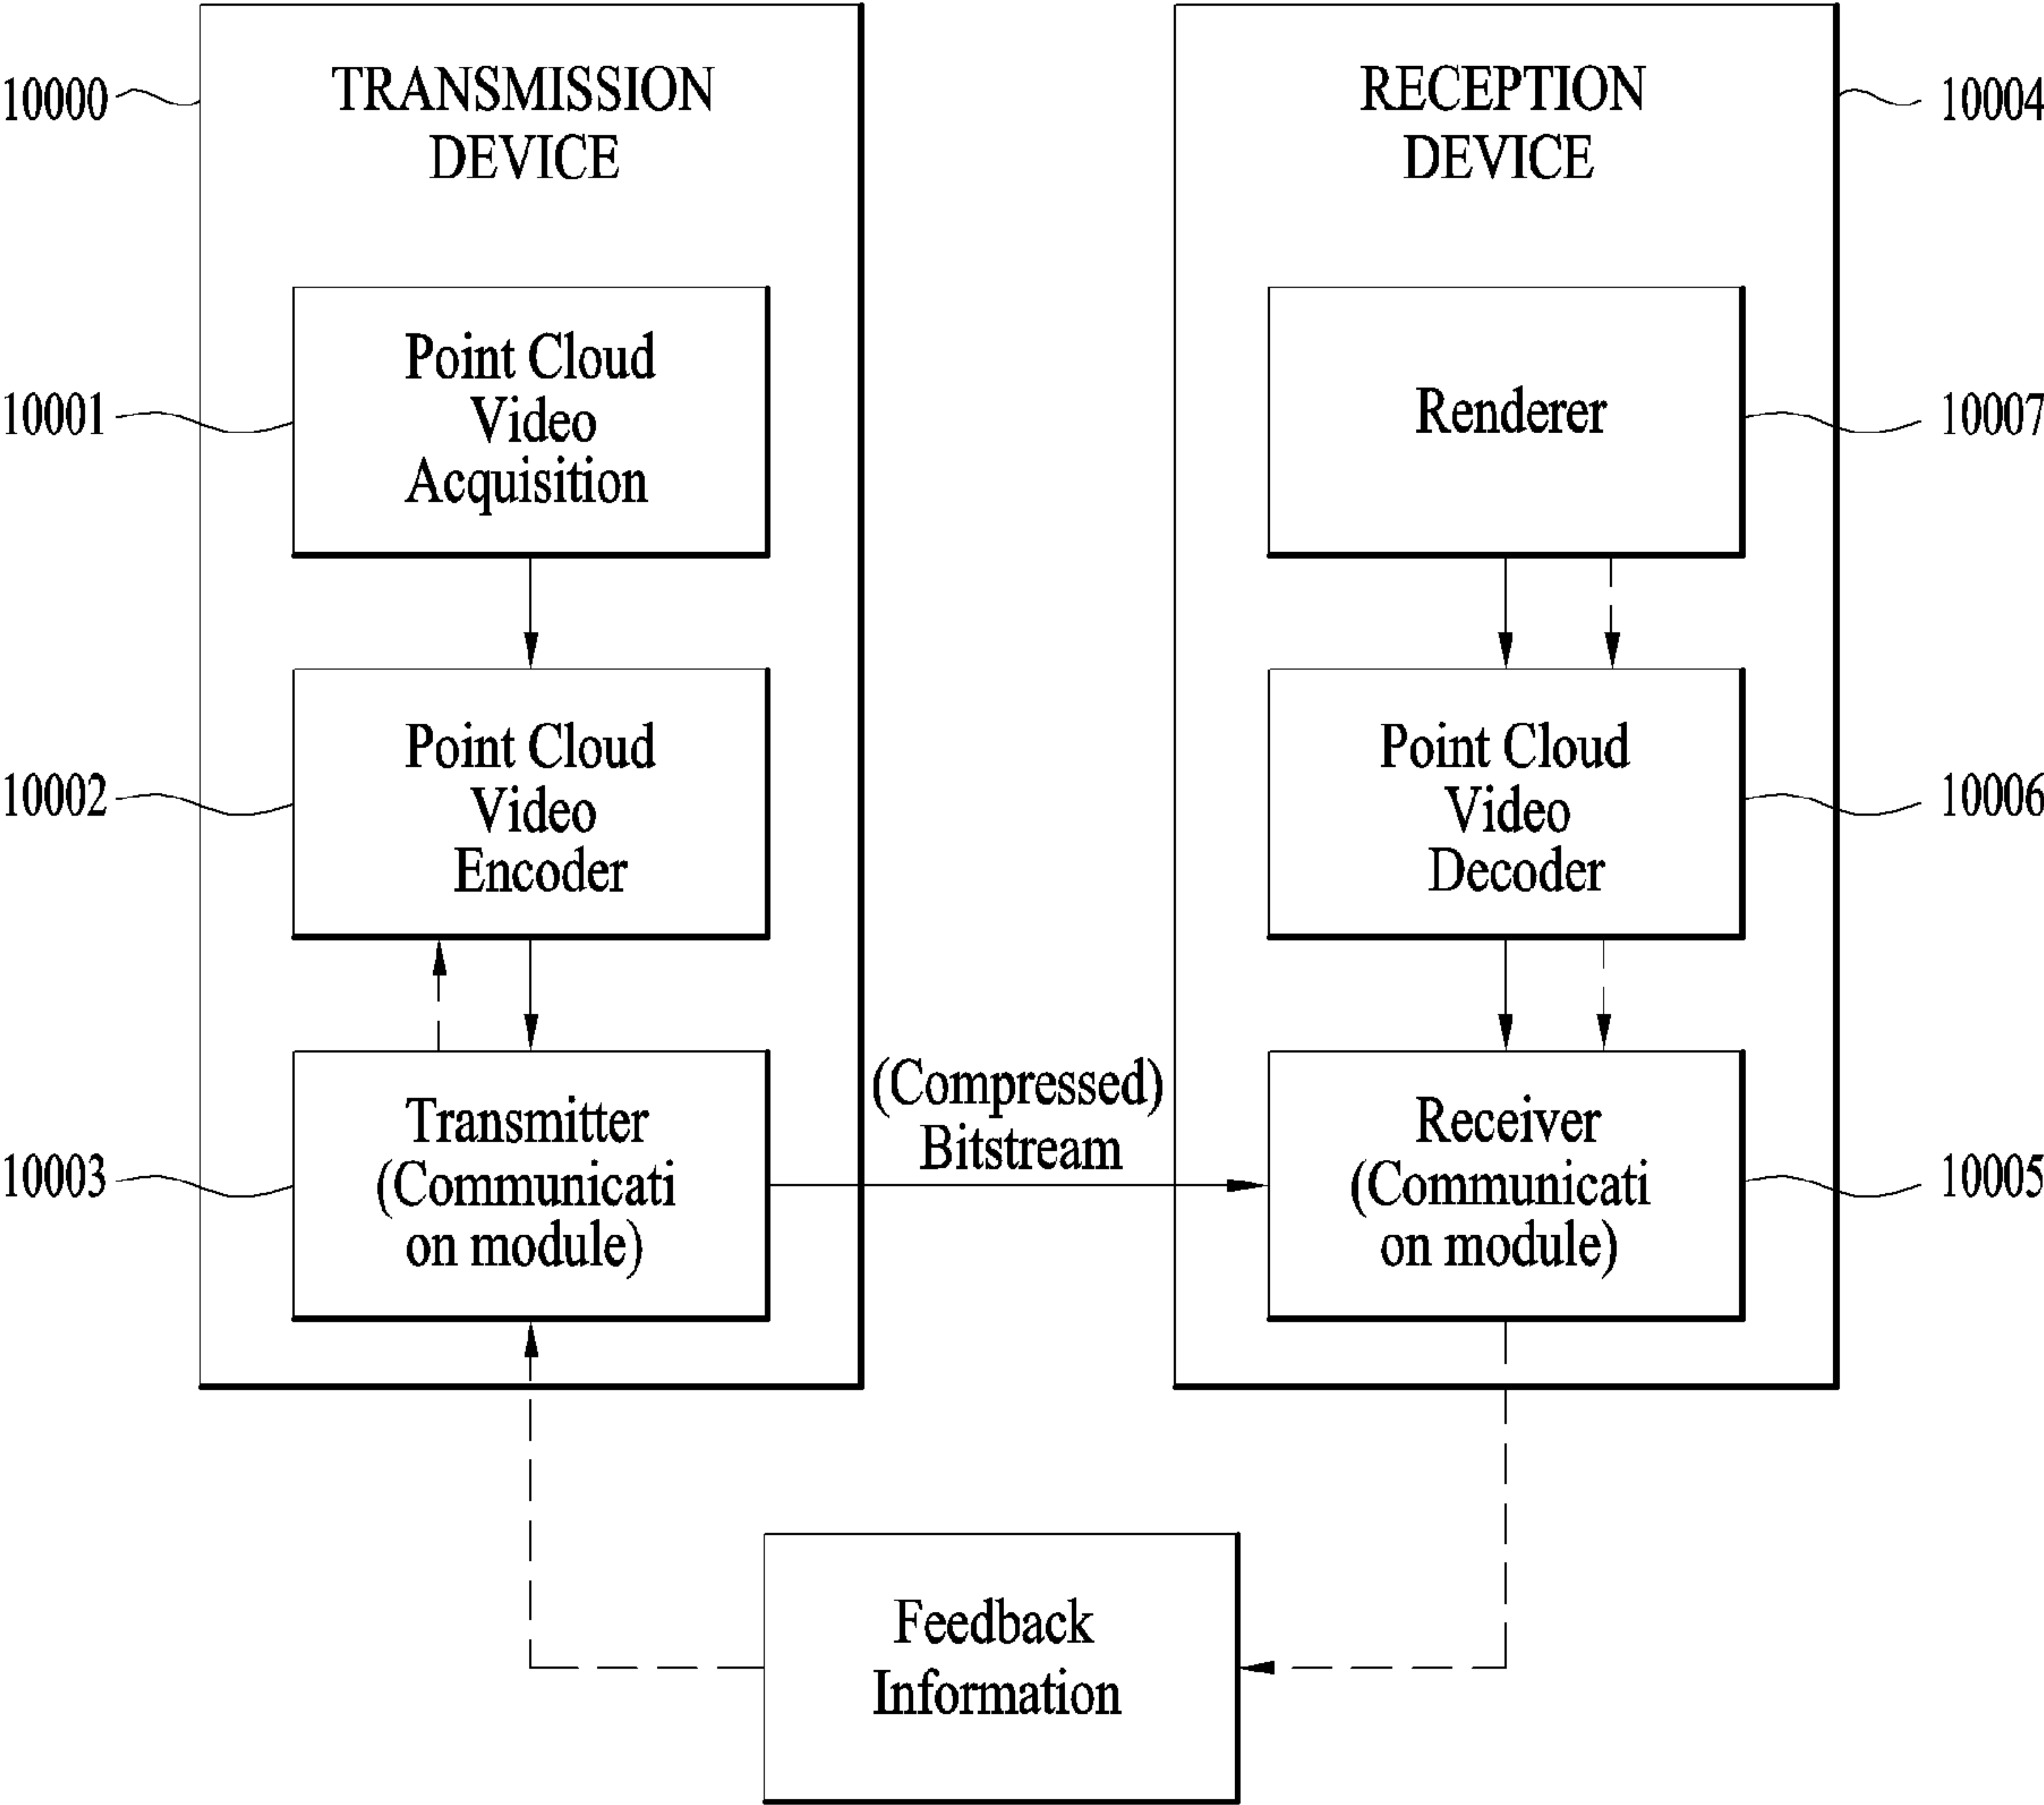 10000
TRANSMISSION
DEVICE
10001
Point Cloud
Video
Acquisition
10002
Point Cloud
Video
Encoder
10003
Transmitter
(Communicati
on module)
(Compressed)
Bitstream
RECEPTION
DEVICE
10004
Renderer
10007
Point Cloud
Video
Decoder
10006
Receiver
(Communicati
on module)
10005
Feedback
Information